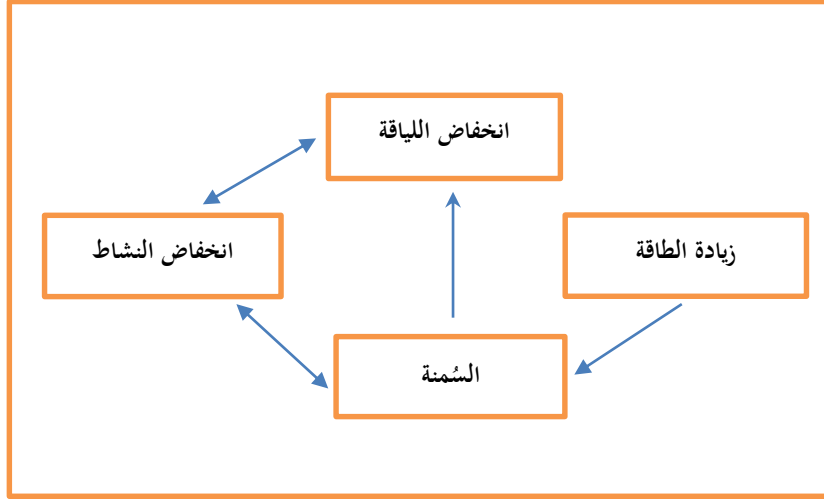 انخفاض اللياقة
زيادة الطاقة
انخفاض النشاط
السُمنة